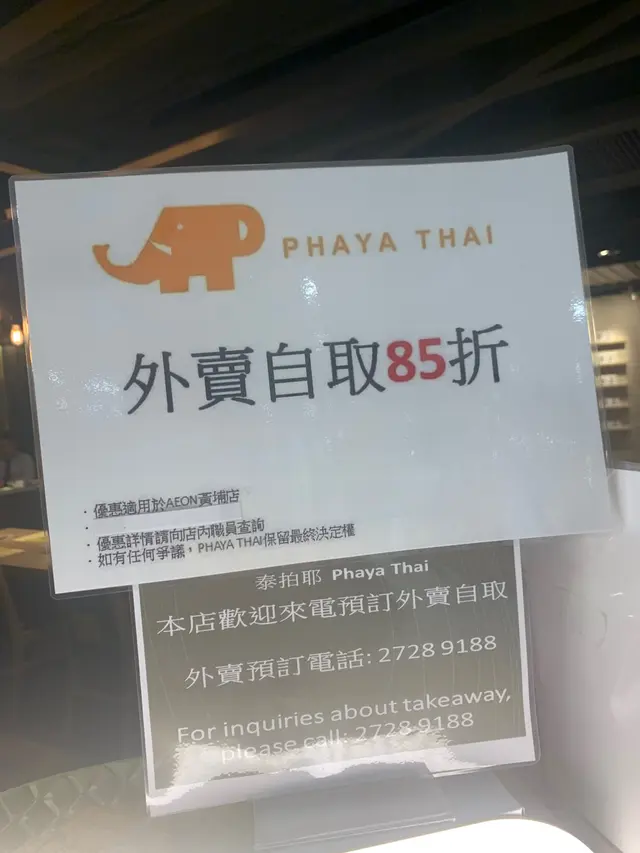 PHAYA THAI
外賣自取85折
· 優惠適用於AEON黃埔店
·
· 優惠詳情請向店內職員查詢
· 如有任何爭議，PHAYA THAI保留最終決定權
泰拍耶 Phaya Thai
本店歡迎來電預訂外賣自取
外賣預訂電話: 2728 9188
For inquiries about takeaway,
please call: 2728 9188